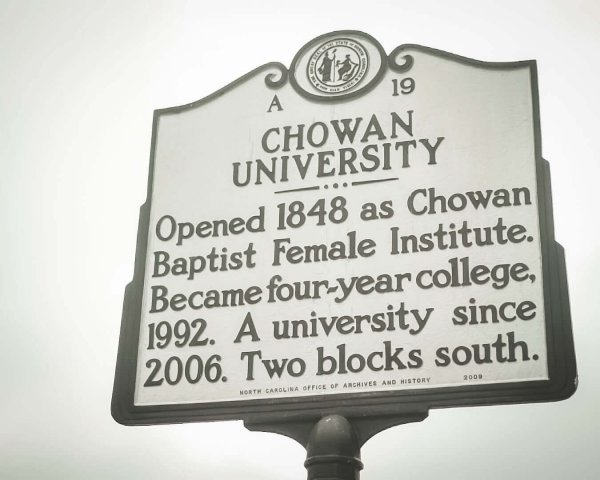 A 19
CHOWAN
UNIVERSITY
Opened 1848 as Chowan
Baptist Female Institute.
Became four-year college,
1992. A university since
2006. Two blocks south.
NORTH CAROLINA OFFICE OF ARCHIVES AND HISTORY 2009